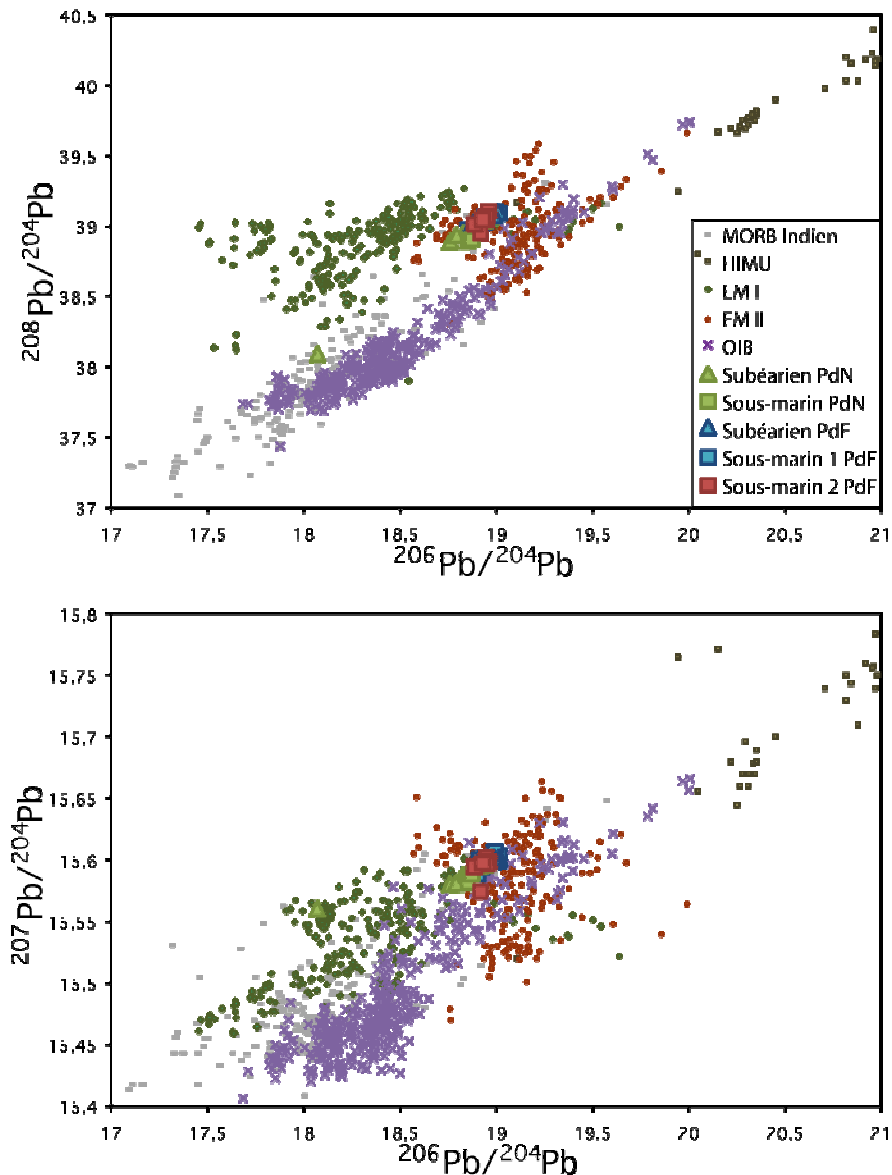 40,5
40
39,5
39
38,5
38
37,5
37
208Pb/204Pb
17
17,5
18
18,5
19
19,5
20
20,5
21
206Pb/204Pb
MORB Indien
HIMU
EM I
EM II
OIB
Subéarien PdN
Sous-marin PdN
Subéarien PdF
Sous-marin 1 PdF
Sous-marin 2 PdF
15,8
15,75
15,7
15,65
15,6
15,55
15,5
15,45
15,4
207Pb/204Pb
17
17,5
18
18,5
19
19,5
20
20,5
21
206Pb/204Pb